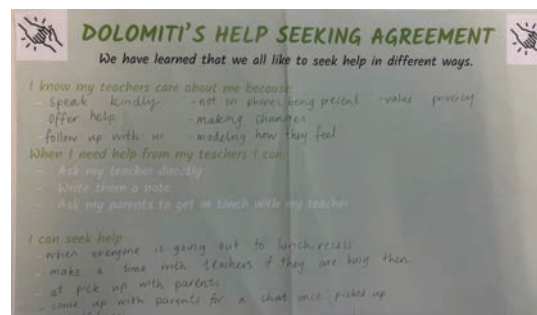 DOLOMITI'S HELP SEEKING AGREEMENT
We have learned that we all like to seek help in different ways.
I know my teachers care about me because:
- Speak kindly - not on phones, being present - value privacy
offer help - making changes
- follow up with us - modeling how they feel
When I need help from my teachers I can:
- Ask my teacher directly
- Write them a note
- Ask my parents to get in touch with my teacher
I can seek help
- when everyone is going out to lunch/recess
- make a time with teachers if they are busy then
- at pick up with parents
- come up with parents for a chat once picked up